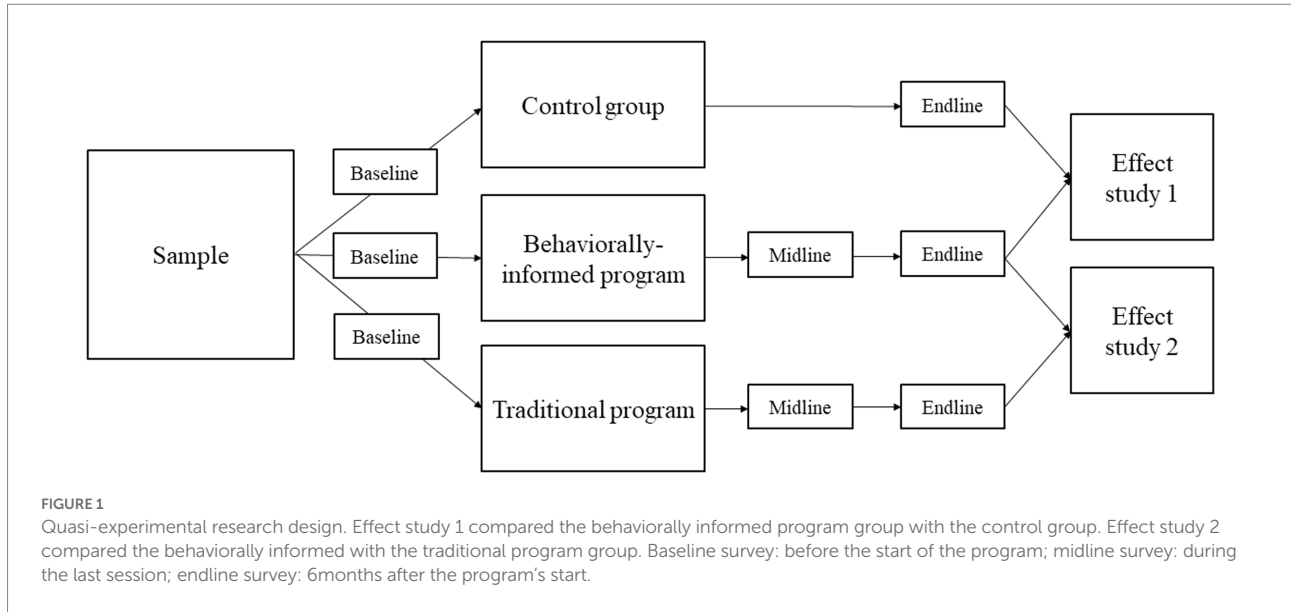 Sample
Baseline
Baseline
Baseline
Control group
Behaviorally-
informed program
Traditional program
Midline
Midline
Endline
Endline
Endline
Effect
study 1
Effect
study 2
FIGURE 1
Quasi-experimental research design. Effect study 1 compared the behaviorally informed program group with the control group. Effect study 2
compared the behaviorally informed with the traditional program group. Baseline survey: before the start of the program; midline survey: during
the last session; endline survey: 6months after the program’s start.